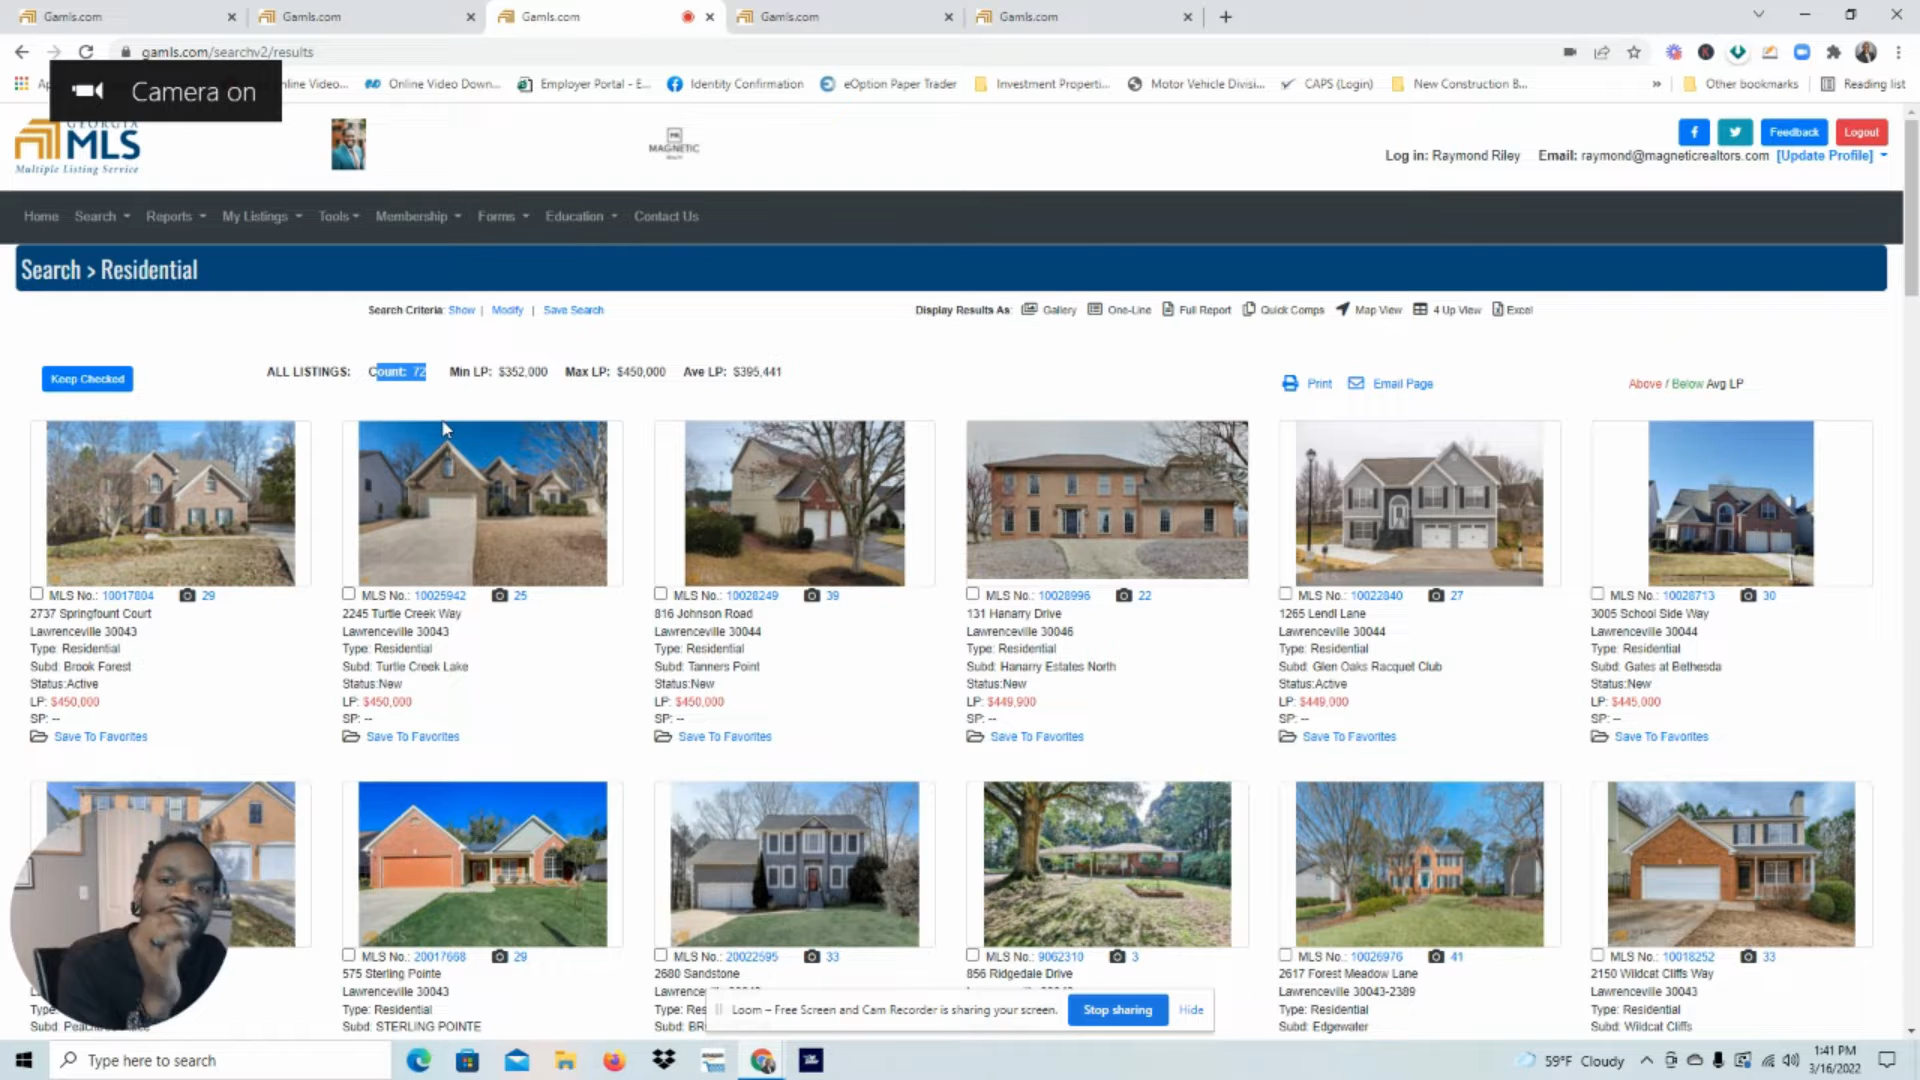 Gamls.com
Gamls.com
Gamls.com
Gamls.com
Gamls.com
gamls.com/searchv2/results
Online Video Down...
Employer Portal - E...
Identity Confirmation
eOption Paper Trader
Investment Properti...
Motor Vehicle Divisi...
CAPS (Login)
New Construction B...
»
Other bookmarks
Reading list
Camera on
GEORGIA
MLS
Multiple Listing Service
MAGNETIC
Feedback
Logout
Log in: Raymond Riley Email: raymond@magneticrealtors.com [Update Profile]
Home Search Reports My Listings Tools Membership Forms Education Contact Us
Search > Residential
Search Criteria: Show | Modify | Save Search
Display Results As: Gallery One-Line Full Report Quick Comps Map View 4 Up View Excel
Keep Checked
ALL LISTINGS: Count: 72 Min LP: $352,000 Max LP: $450,000 Ave LP: $395,441
Print Email Page
Above / Below Avg LP
MLS No.: 10017804 29
2737 Springfount Court
Lawrenceville 30043
Type: Residential
Subd: Brook Forest
Status:Active
LP: $450,000
SP: --
Save To Favorites
MLS No.: 10025942 25
2245 Turtle Creek Way
Lawrenceville 30043
Type: Residential
Subd: Turtle Creek Lake
Status:New
LP: $450,000
SP: --
Save To Favorites
MLS No.: 10028249 39
816 Johnson Road
Lawrenceville 30044
Type: Residential
Subd: Tanners Point
Status:New
LP: $450,000
SP: --
Save To Favorites
MLS No.: 10028996 22
131 Hanarry Drive
Lawrenceville 30046
Type: Residential
Subd: Hanarry Estates North
Status:New
LP: $449,900
SP: --
Save To Favorites
MLS No.: 10022840 27
1265 Lendl Lane
Lawrenceville 30044
Type: Residential
Subd: Glen Oaks Racquet Club
Status:Active
LP: $449,000
SP: --
Save To Favorites
MLS No.: 10028713 30
3005 School Side Way
Lawrenceville 30044
Type: Residential
Subd: Gates at Bethesda
Status:New
LP: $445,000
SP: --
Save To Favorites
MLS No.: 20017668 29
575 Sterling Pointe
Lawrenceville 30043
Type: Residential
Subd: STERLING POINTE
MLS No.: 20022595 33
2680 Sandstone
MLS No.: 9062310 3
856 Ridgedale Drive
MLS No.: 10026976 41
2617 Forest Meadow Lane
Lawrenceville 30043-2389
Type: Residential
Subd: Edgewater
MLS No.: 10018252 33
2150 Wildcat Cliffs Way
Lawrenceville 30043
Type: Residential
Subd: Wildcat Cliffs
Loom – Free Screen and Cam Recorder is sharing your screen. Stop sharing Hide
Type here to search
59°F Cloudy
1:41 PM
3/16/2022